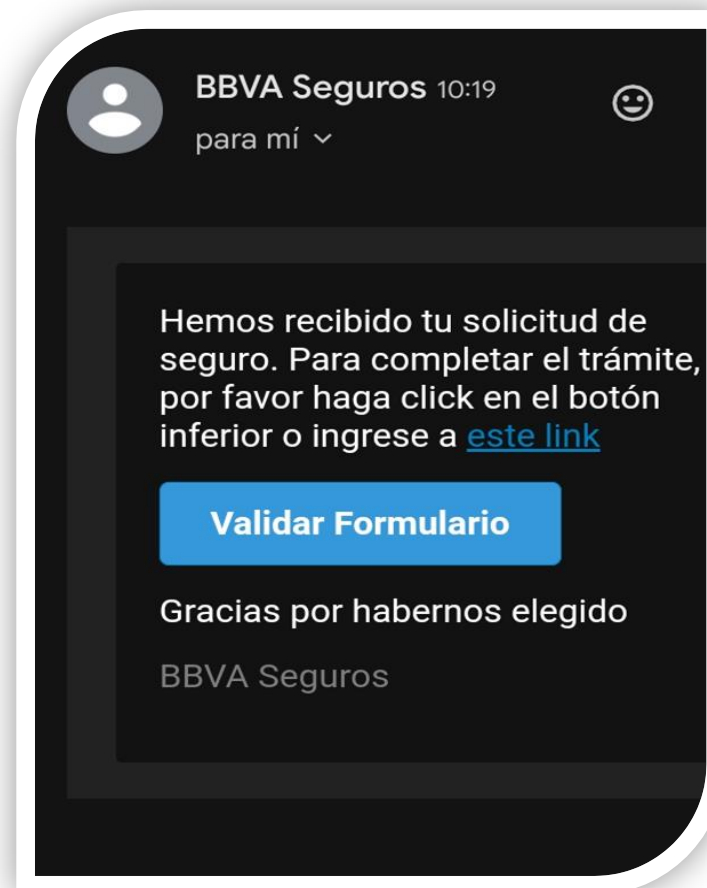 BBVA Seguros 10:19
para mí
Hemos recibido tu solicitud de
seguro. Para completar el trámite,
por favor haga click en el botón
inferior o ingrese a este link
Validar Formulario
Gracias por habernos elegido
BBVA Seguros